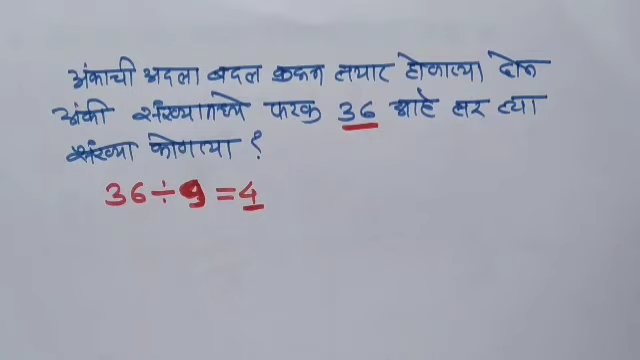 अंकाची अदला बदल करून तयार होणाऱ्या दोन
अंकी संख्यामध्ये फरक 36 आहे तर त्या
संख्या कोणत्या ?
36÷9=4